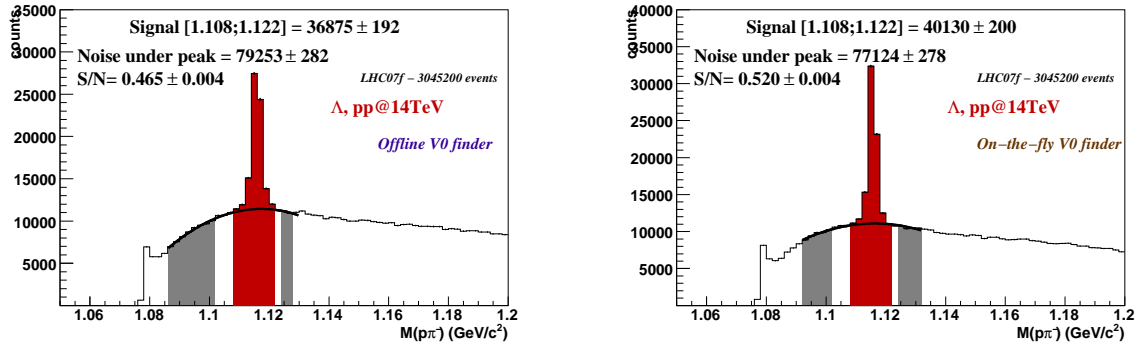 counts
35000
30000
25000
20000
15000
10000
5000
Signal [1.108;1.122] = 36875 ± 192
Noise under peak = 79253 ± 282
S/N= 0.465 ± 0.004
LHC07f − 3045200 events
Λ, pp@14TeV
Offline V0 finder
1.06 1.08 1.1 1.12 1.14 1.16 1.18 1.2
M(pπ-) (GeV/c²)
counts
40000
35000
30000
25000
20000
15000
10000
5000
0
Signal [1.108;1.122] = 40130 ± 200
Noise under peak = 77124 ± 278
S/N= 0.520 ± 0.004
LHC07f − 3045200 events
Λ, pp@14TeV
On−the−fly V0 finder
1.06 1.08 1.1 1.12 1.14 1.16 1.18 1.2
M(pπ-) (GeV/c²)